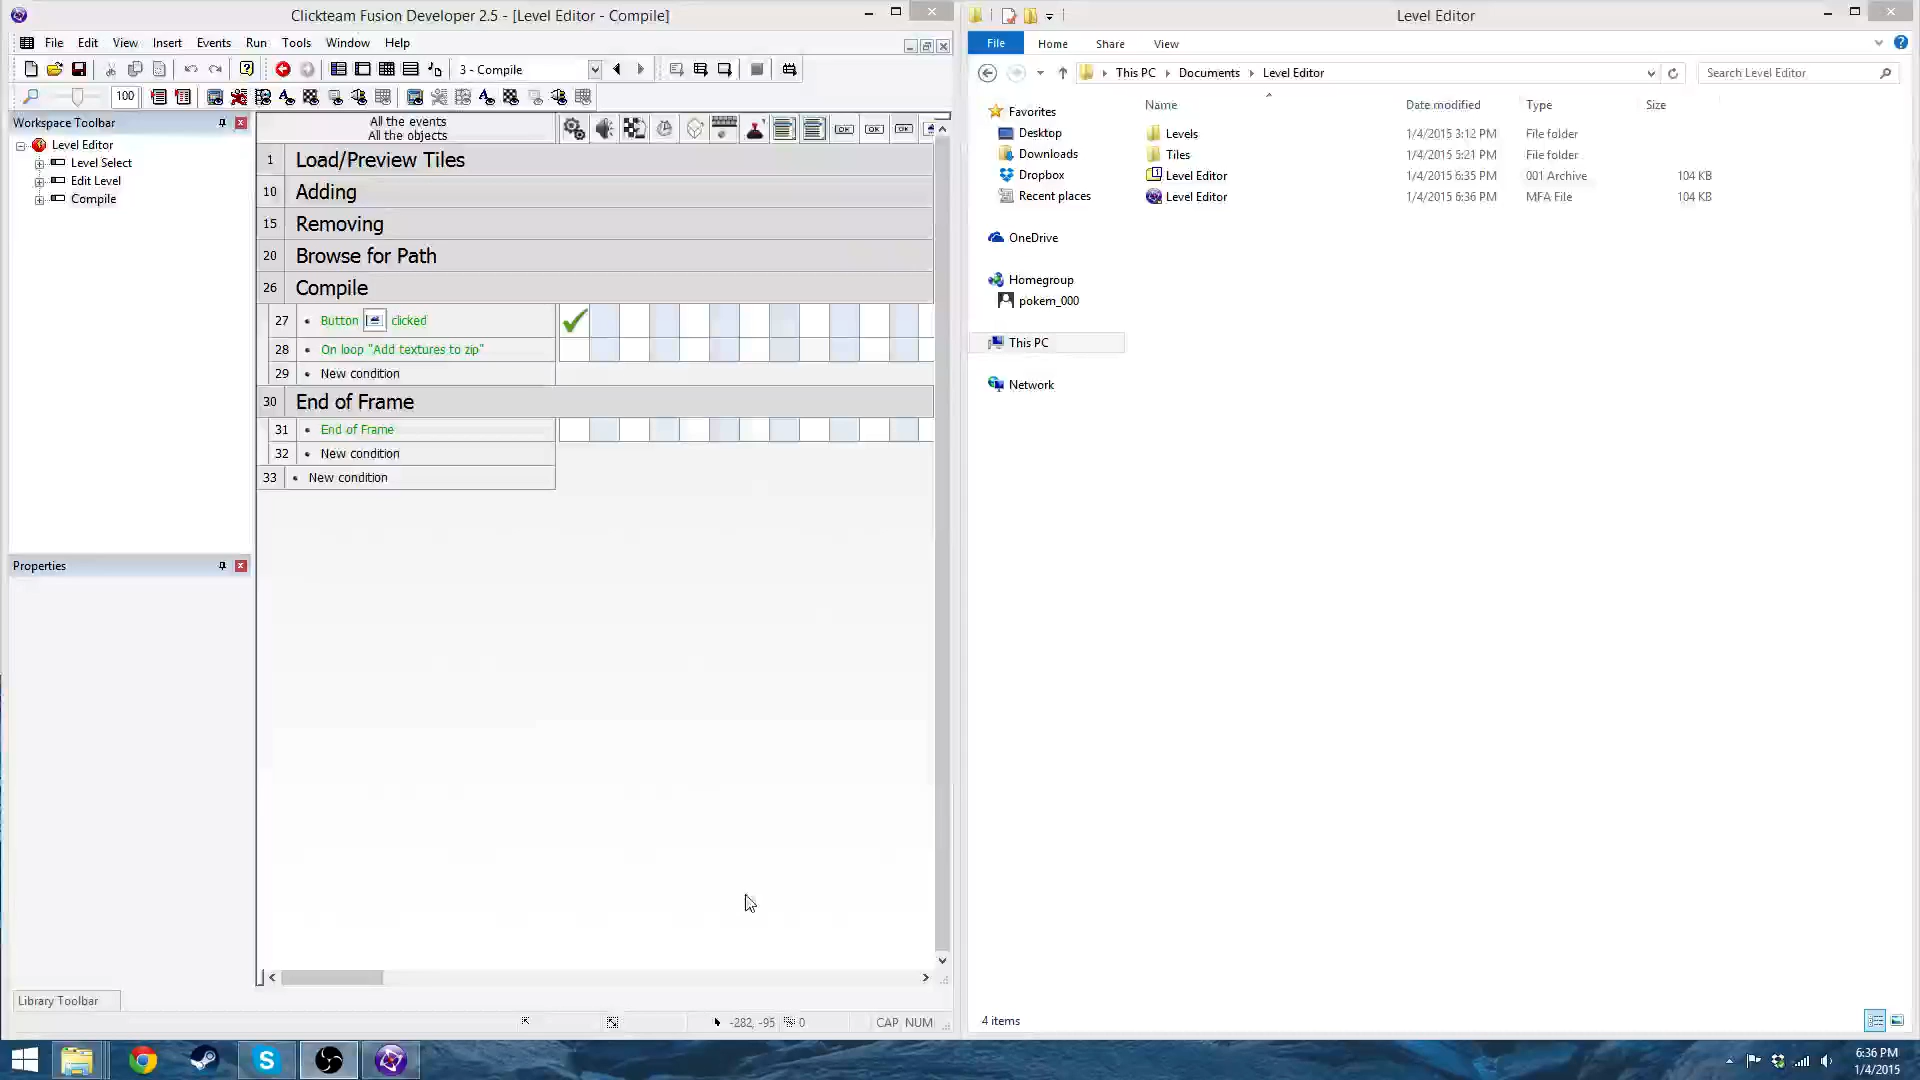 Clickteam Fusion Developer 2.5 - [Level Editor - Compile]
File Edit View Insert Events Run Tools Window Help
3 - Compile
100
Workspace Toolbar
Level Editor
Level Select
Edit Level
Compile
Properties
Library Toolbar
All the events
All the objects
OK OK OK
1 Load/Preview Tiles
10 Adding
15 Removing
20 Browse for Path
26 Compile
27 • Button clicked
28 • On loop "Add textures to zip"
29 • New condition
30 End of Frame
31 • End of Frame
32 • New condition
33 • New condition
-282, -95 0 CAP NUM
Level Editor
File Home Share View
This PC Documents Level Editor
Search Level Editor
Favorites
Desktop
Downloads
Dropbox
Recent places
OneDrive
Homegroup
pokem_000
This PC
Network
Name Date modified Type Size
Levels 1/4/2015 3:12 PM File folder
Tiles 1/4/2015 5:21 PM File folder
Level Editor 1/4/2015 6:35 PM 001 Archive 104 KB
Level Editor 1/4/2015 6:36 PM MFA File 104 KB
4 items
6:36 PM
1/4/2015